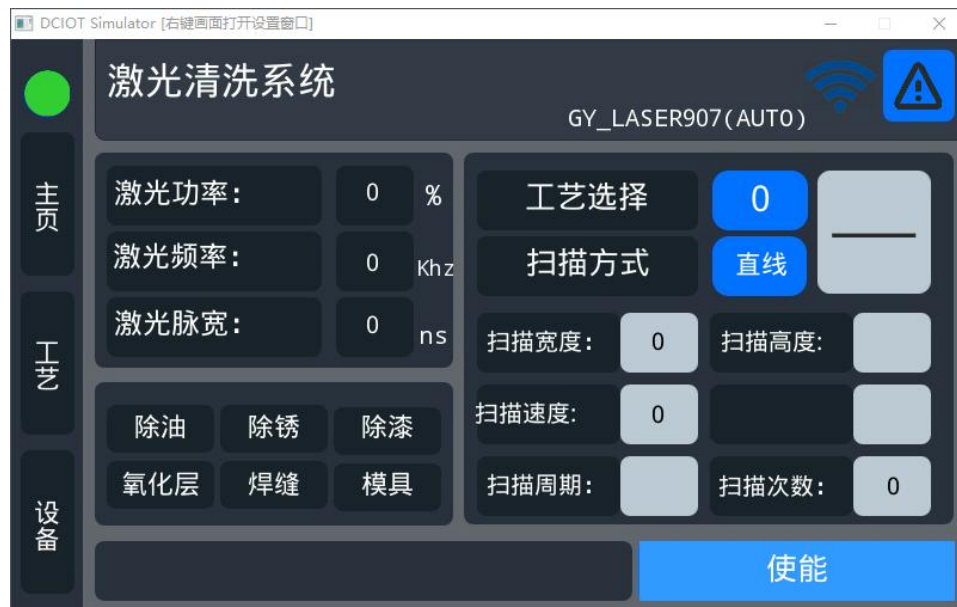 DCIOT Simulator [右键画面打开设置窗口]
激光清洗系统
GY_LASER907(AUTO)
主页
工艺
设备
激光功率: 0 %
激光频率: 0 Khz
激光脉宽: 0 ns
除油 除锈 除漆
氧化层 焊缝 模具
工艺选择 0
扫描方式 直线
扫描宽度: 0 扫描高度:
扫描速度: 0
扫描周期: 扫描次数: 0
使能